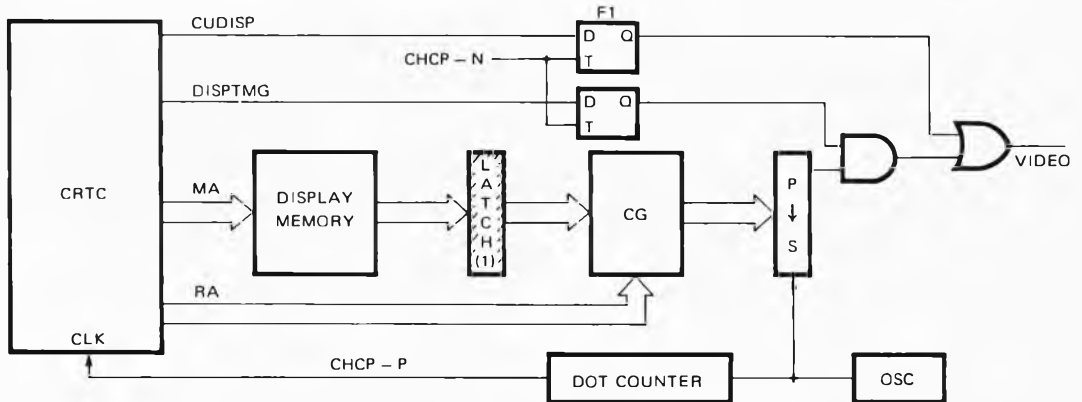 CUDISP
F1
D Q
CHCP – N
T
DISPTMG
D Q
T
VIDEO
CRTC
MA
DISPLAY
MEMORY
L
A
T
C
H
(1)
CG
P
↓
S
RA
CLK
CHCP – P
DOT COUNTER
OSC